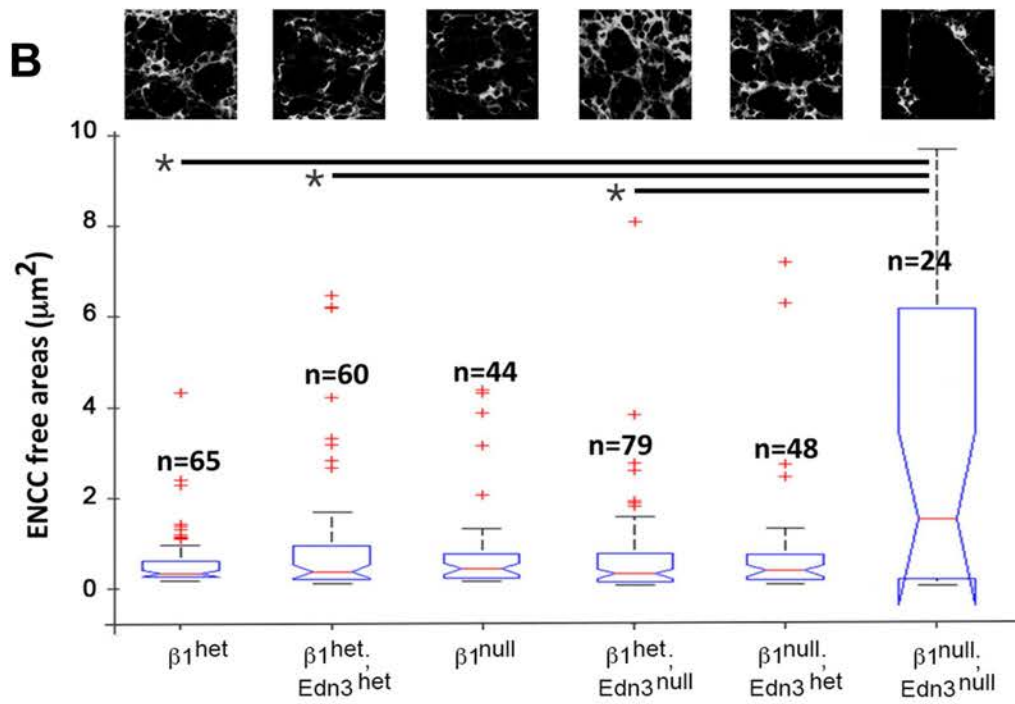 B
10
8
6
4
2
0
ENCC free areas (μm²)
* * *
n=65
n=60
n=44
n=79
n=48
n=24
β1het
β1het;
Edn3het
β1null
β1het;
Edn3null
β1null;
Edn3het
β1null;
Edn3null